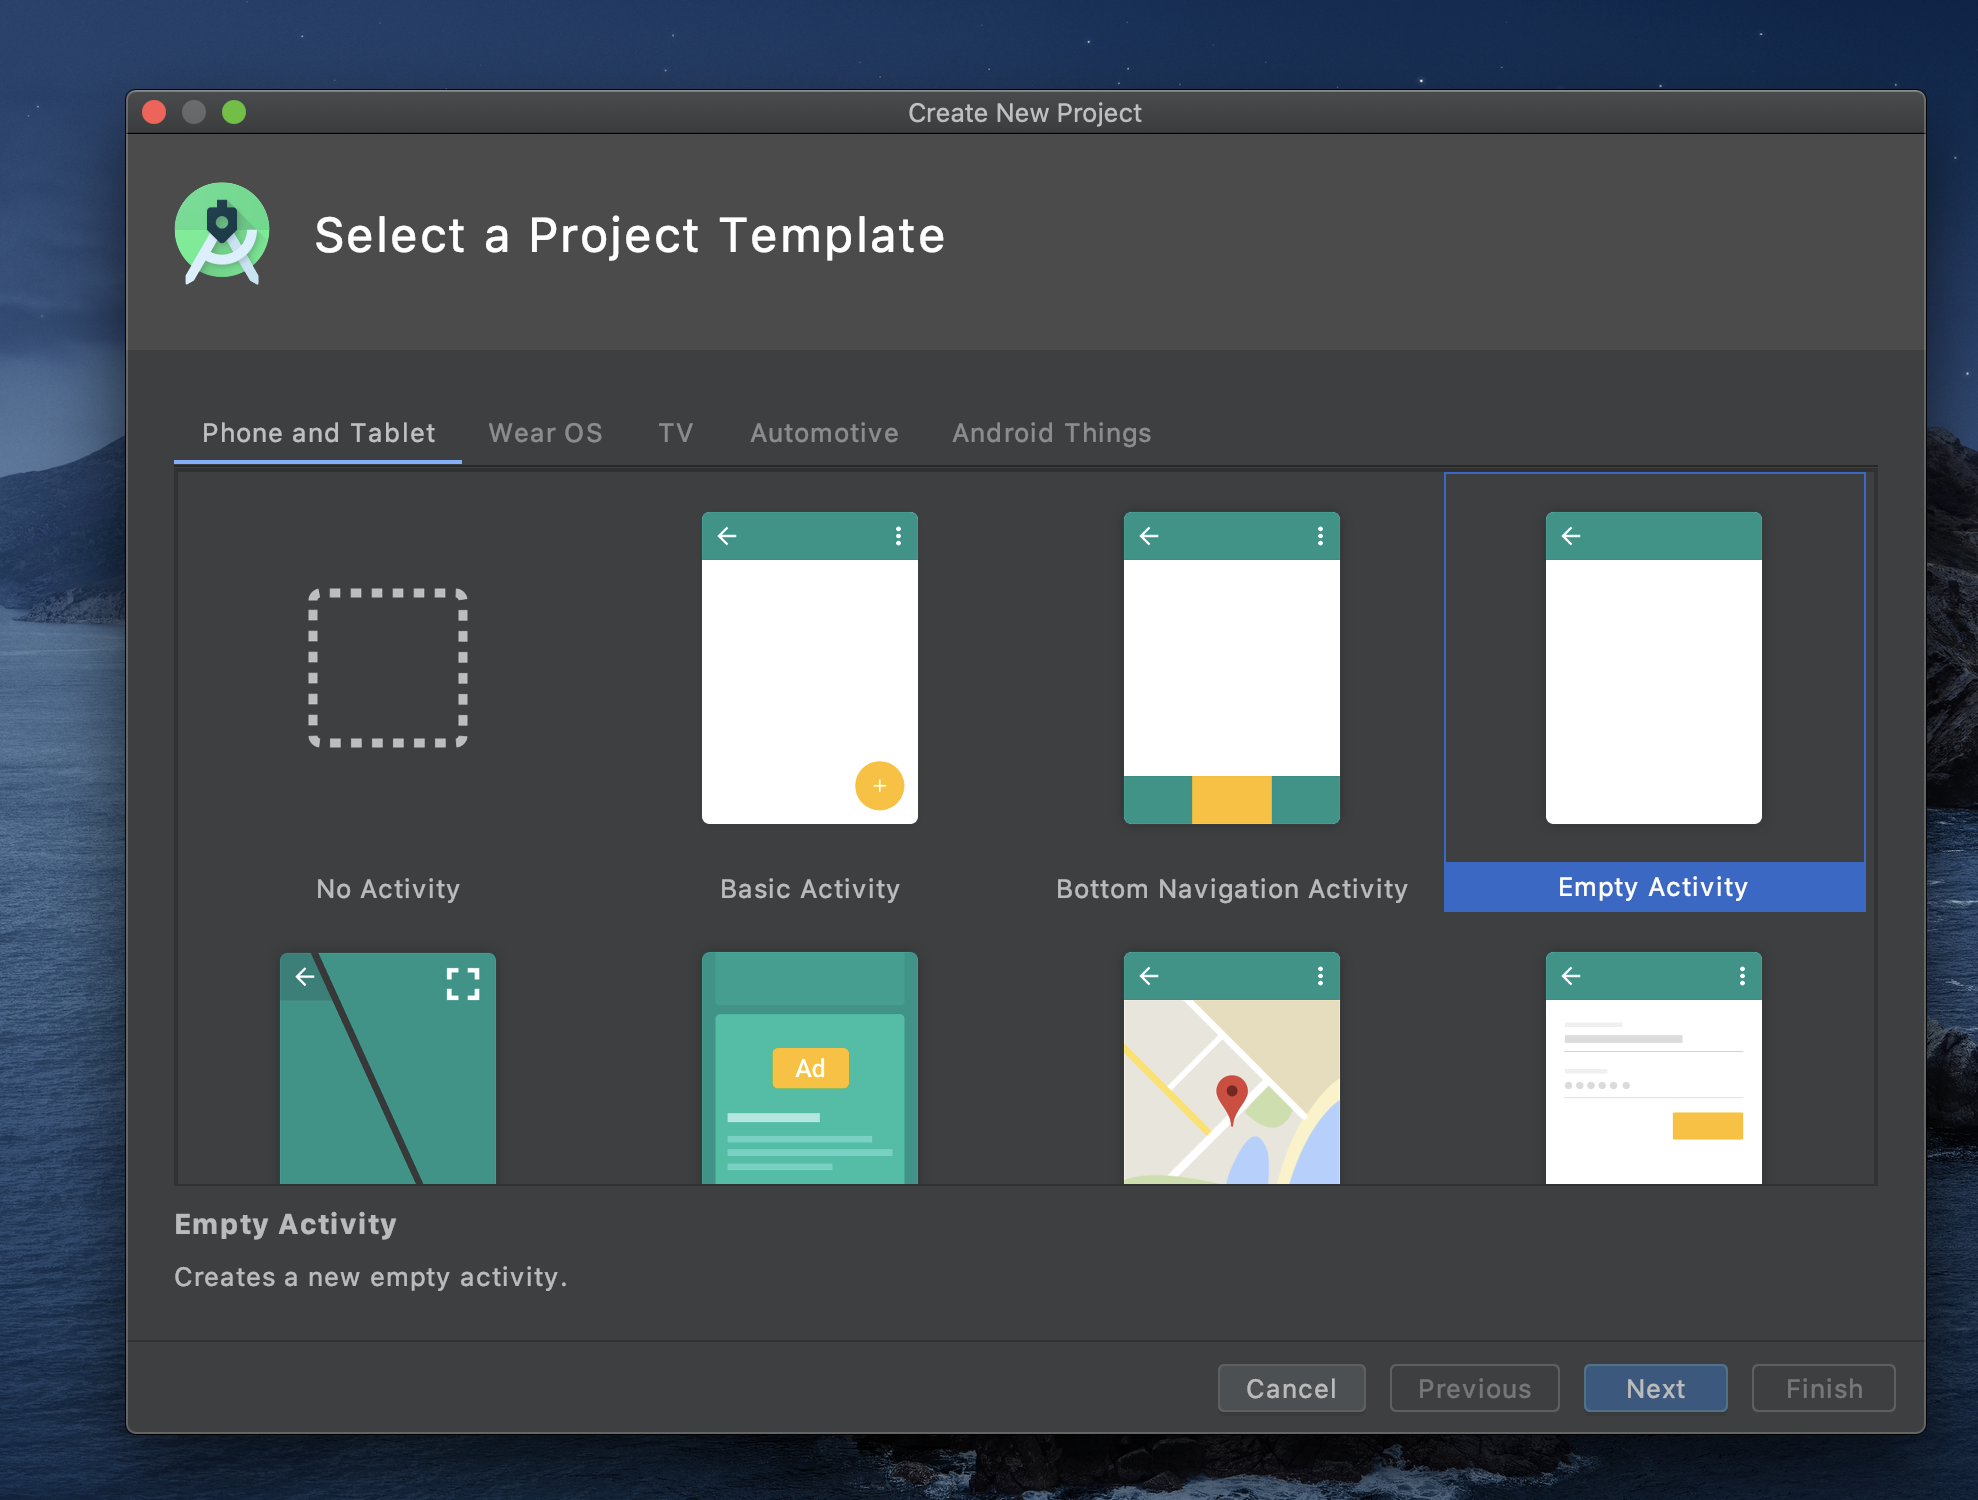 Create New Project
Select a Project Template
Phone and Tablet Wear OS TV Automotive Android Things
No Activity Basic Activity Bottom Navigation Activity Empty Activity
Ad
Empty Activity
Creates a new empty activity.
Cancel Previous Next Finish